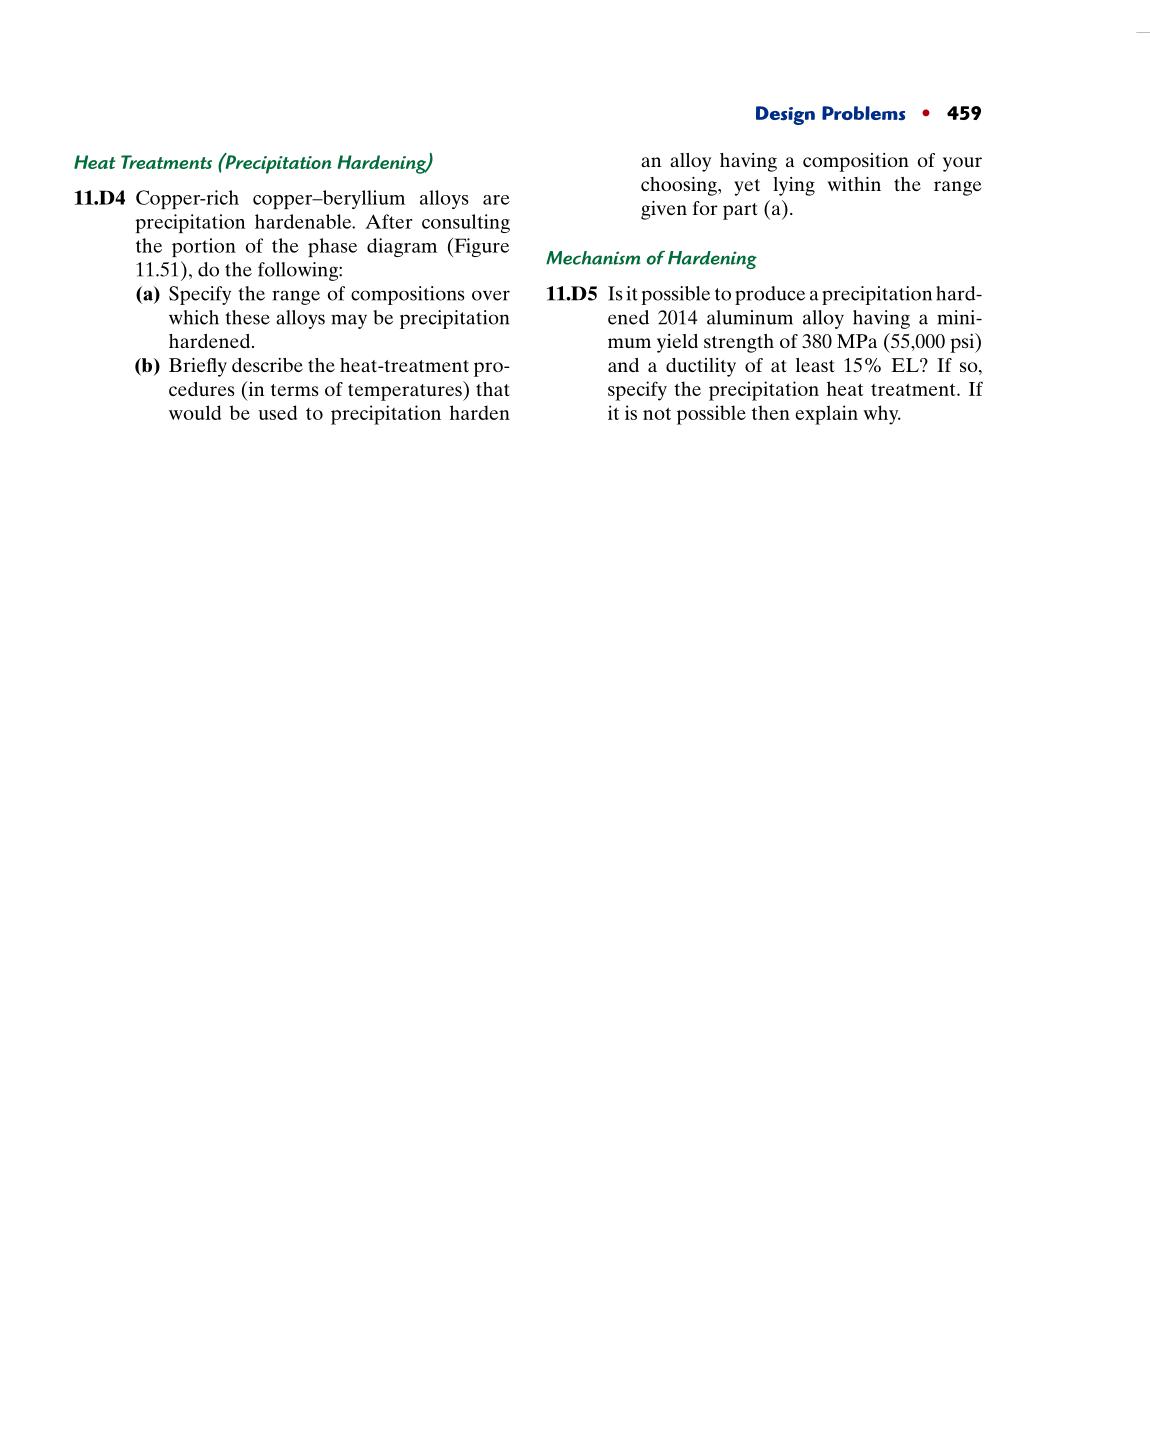 Design Problems • 459
Heat Treatments (Precipitation Hardening)
11.D4 Copper-rich copper–beryllium alloys are
precipitation hardenable. After consulting
the portion of the phase diagram (Figure
11.51), do the following:
(a) Specify the range of compositions over
which these alloys may be precipitation
hardened.
(b) Briefly describe the heat-treatment pro-
cedures (in terms of temperatures) that
would be used to precipitation harden
an alloy having a composition of your
choosing, yet lying within the range
given for part (a).
Mechanism of Hardening
11.D5 Is it possible to produce a precipitation hard-
ened 2014 aluminum alloy having a mini-
mum yield strength of 380 MPa (55,000 psi)
and a ductility of at least 15% EL? If so,
specify the precipitation heat treatment. If
it is not possible then explain why.